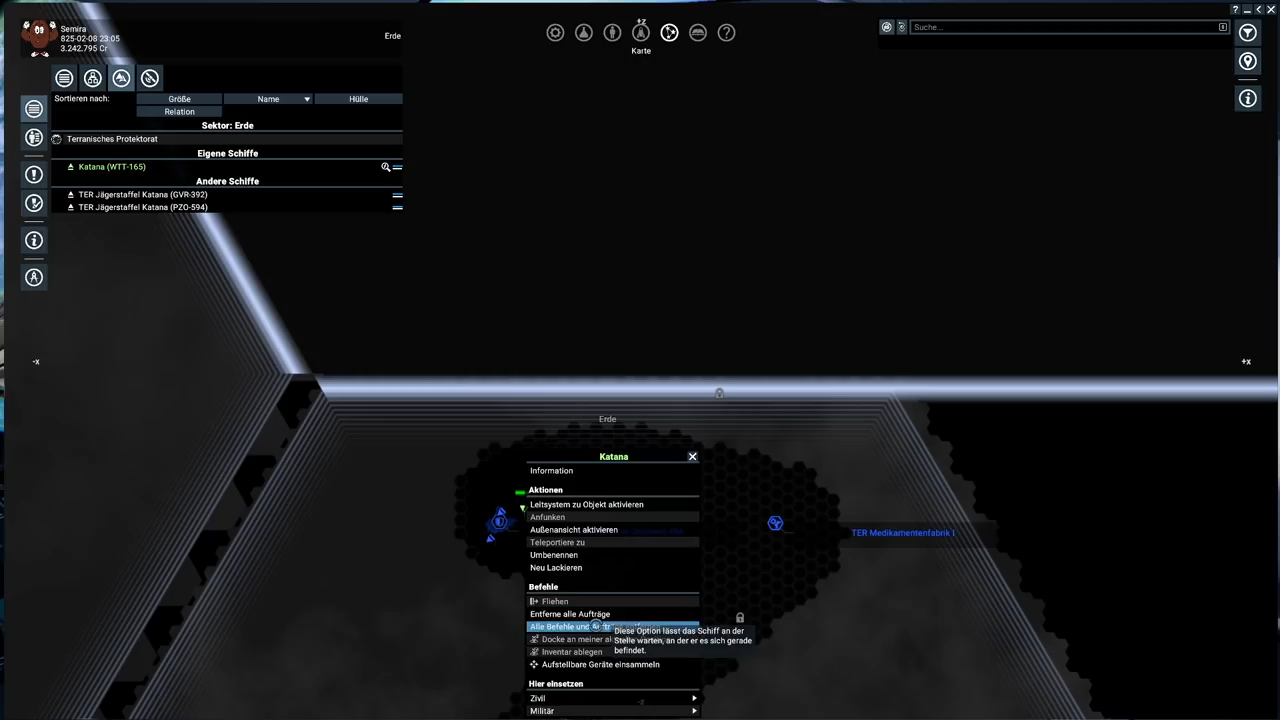 Semira
825-02-08 23:05
3.242.795 Cr
Erde
Karte
Suche...
Sortieren nach:
Größe
Name
Hülle
Relation
Sektor: Erde
Terranisches Protektorat
Eigene Schiffe
Katana (WTT-165)
Andere Schiffe
TER Jägerstaffel Katana (GVR-392)
TER Jägerstaffel Katana (PZO-594)
-x
+x
Erde
Katana
Information
Aktionen
Leitsystem zu Objekt aktivieren
Anfunken
Außenansicht aktivieren
Teleportiere zu
Umbenennen
Neu Lackieren
TER Medikamentenfabrik I
Befehle
Fliehen
Entferne alle Aufträge
Alle Befehle und
Diese Option lässt das Schiff an der
Stelle warten, an der er es sich gerade
befindet.
Docke an meiner
Inventar ablegen
Aufstellbare Geräte einsammeln
Hier einsetzen
Zivil
-z
Militär